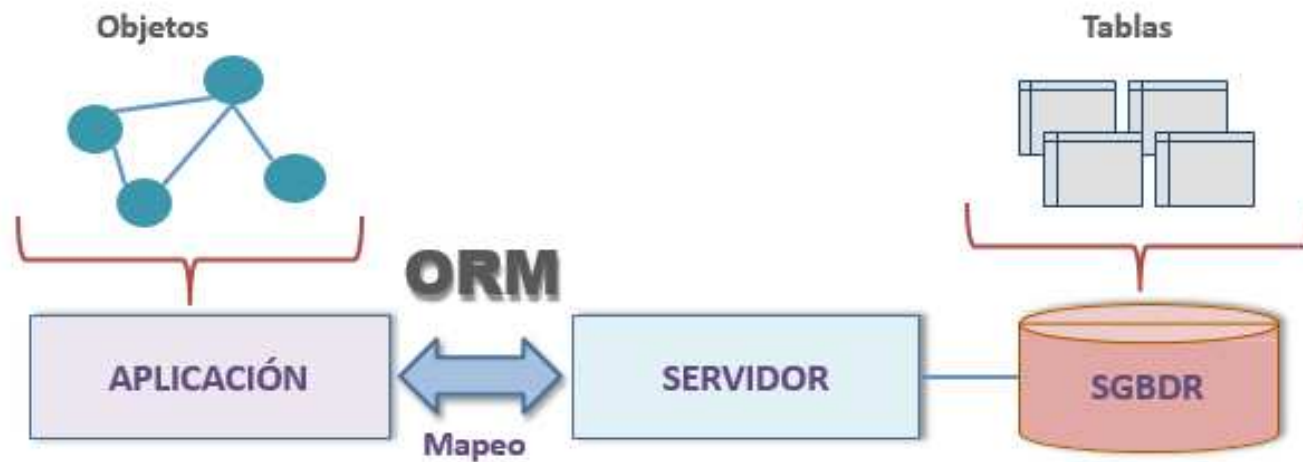 Objetos
Tablas
ORM
APLICACIÓN
SERVIDOR
SGBDR
Mapeo